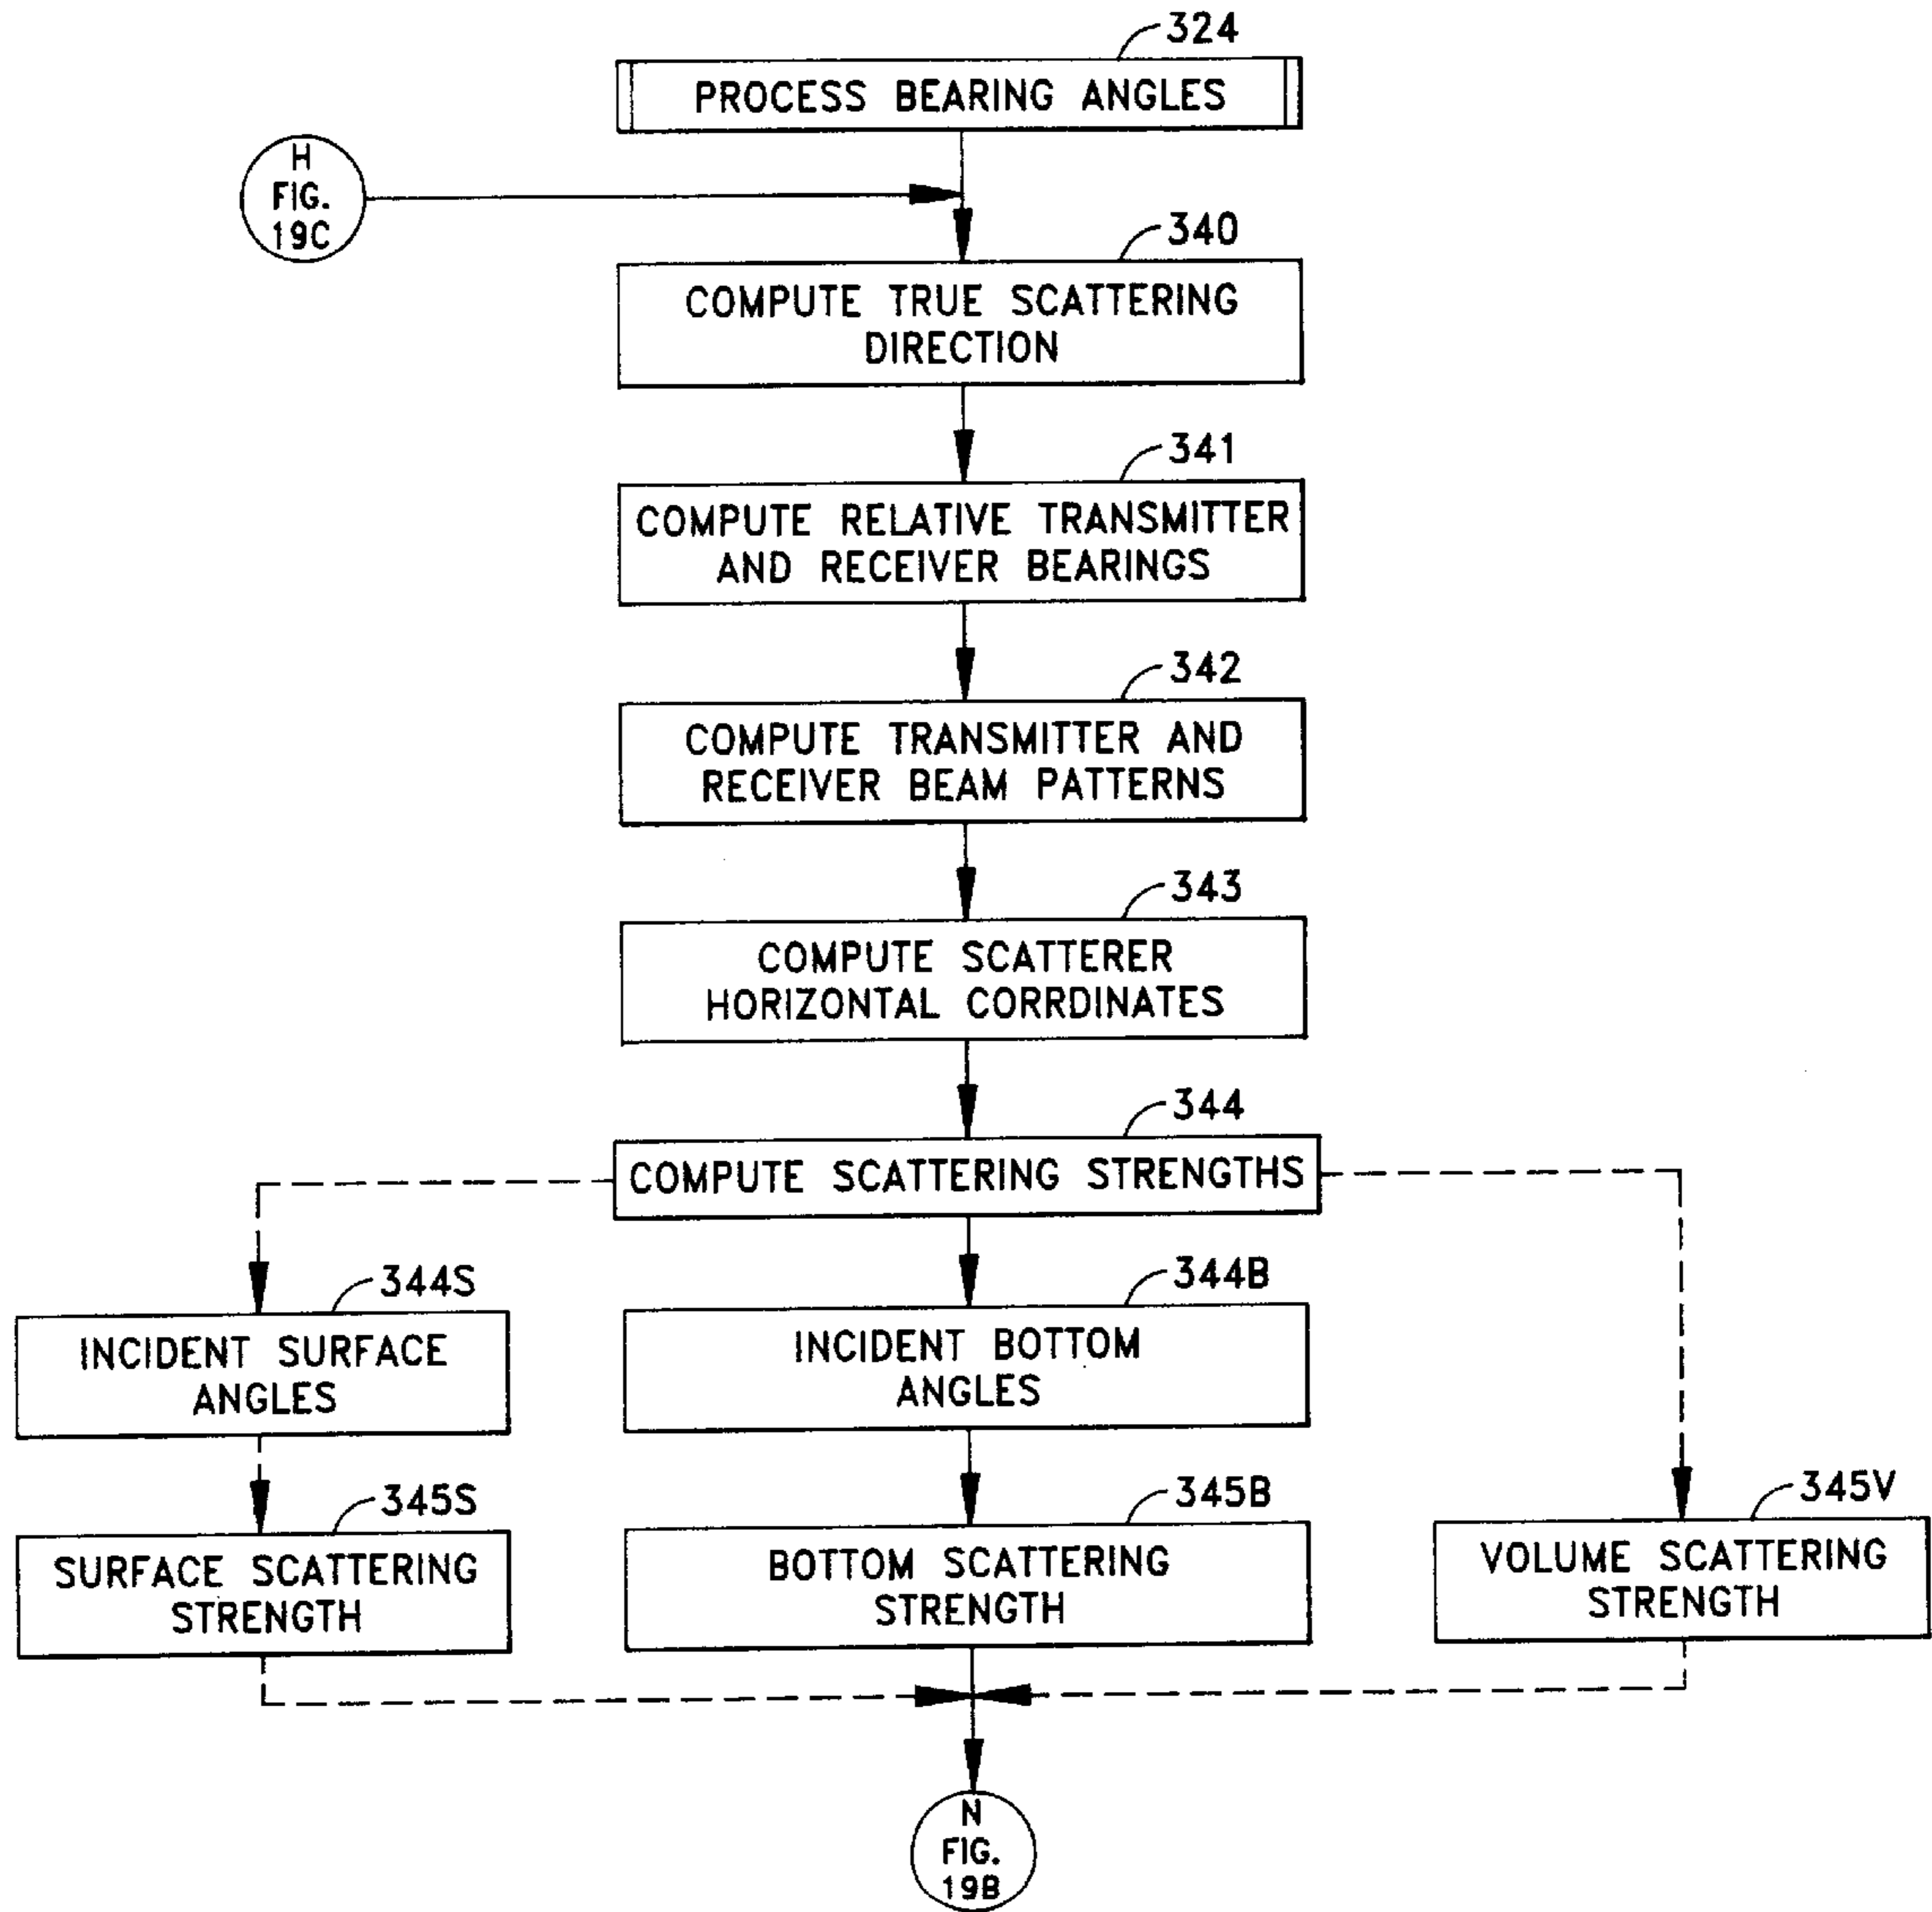 324
PROCESS BEARING ANGLES
H
FIG.
19C
340
COMPUTE TRUE SCATTERING
DIRECTION
341
COMPUTE RELATIVE TRANSMITTER
AND RECEIVER BEARINGS
342
COMPUTE TRANSMITTER AND
RECEIVER BEAM PATTERNS
343
COMPUTE SCATTERER
HORIZONTAL CORRDINATES
344
COMPUTE SCATTERING STRENGTHS
344S
INCIDENT SURFACE
ANGLES
344B
INCIDENT BOTTOM
ANGLES
345S
SURFACE SCATTERING
STRENGTH
345B
BOTTOM SCATTERING
STRENGTH
345V
VOLUME SCATTERING
STRENGTH
N
FIG.
19B